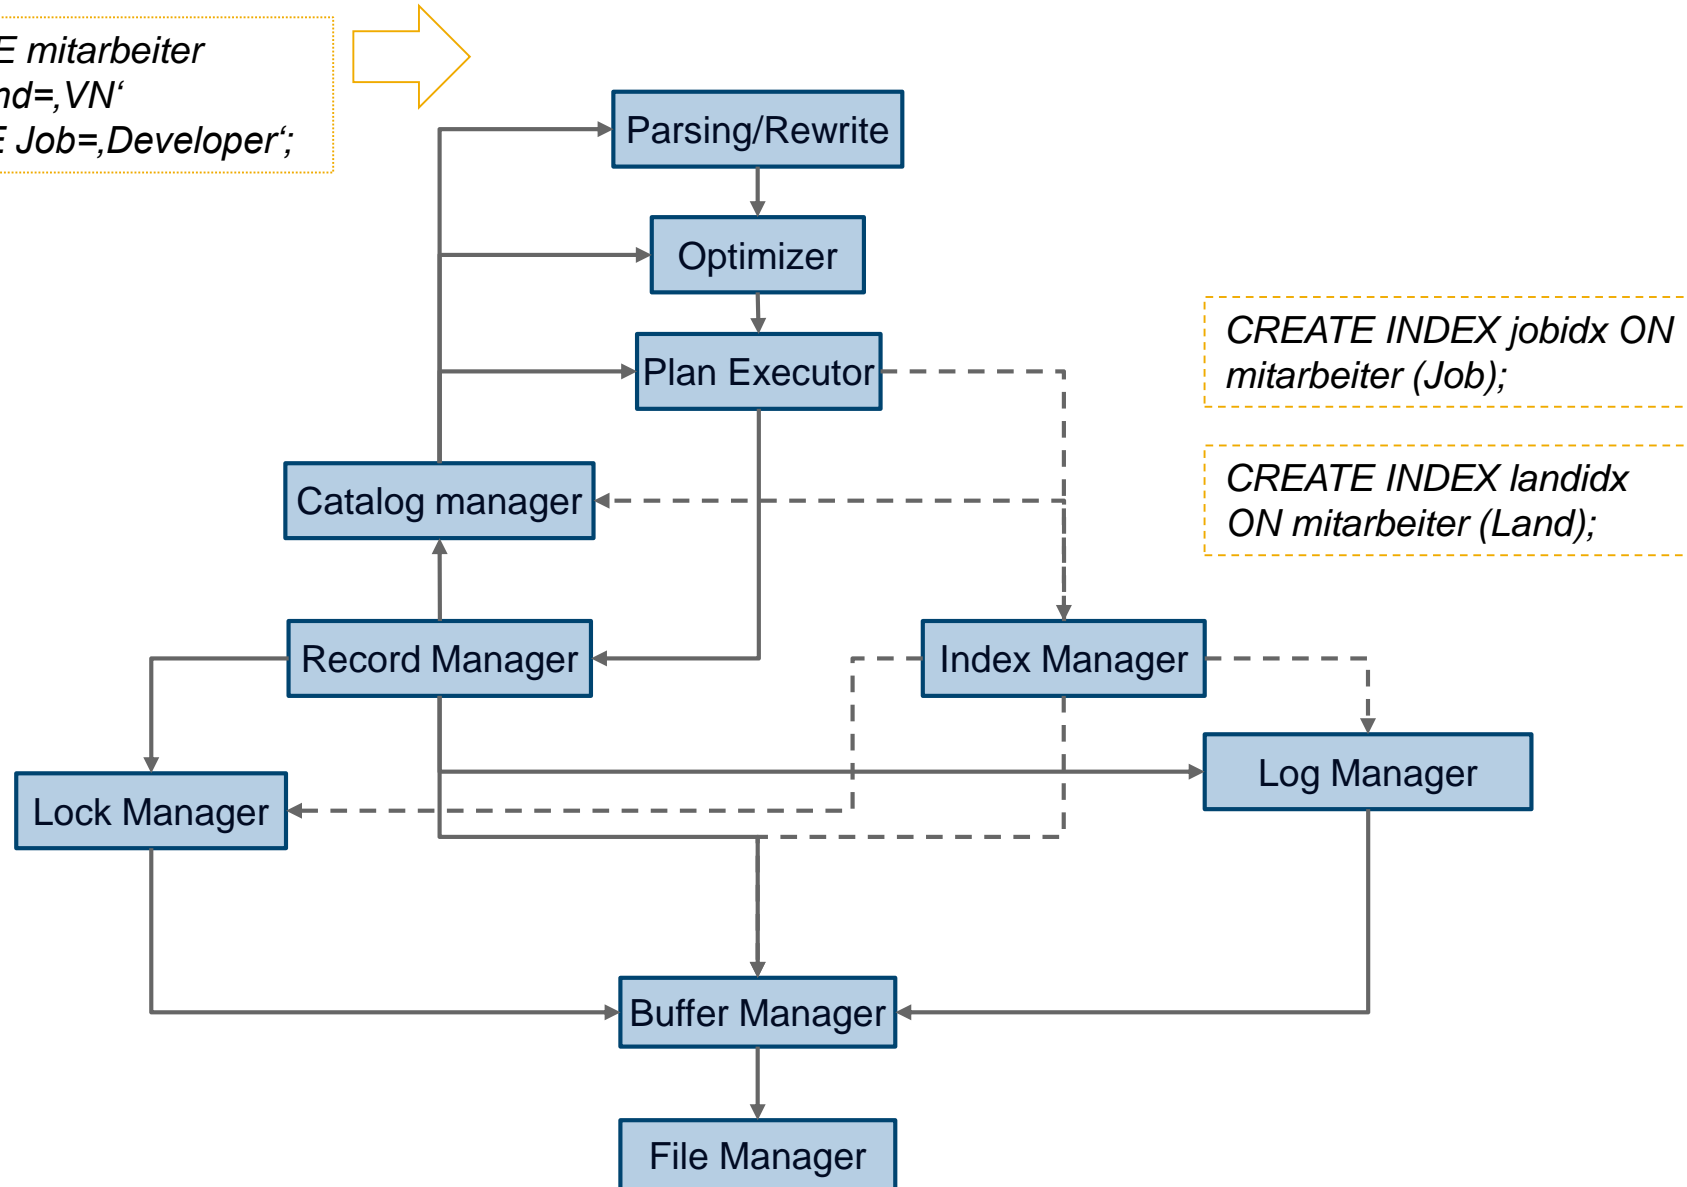 E mitarbeiter
nd=‚VN‘
E Job=‚Developer‘;
Parsing/Rewrite
Optimizer
CREATE INDEX jobidx ON
mitarbeiter (Job);
Plan Executor
CREATE INDEX landidx
ON mitarbeiter (Land);
Catalog manager
Record Manager
Index Manager
Log Manager
Lock Manager
Buffer Manager
File Manager